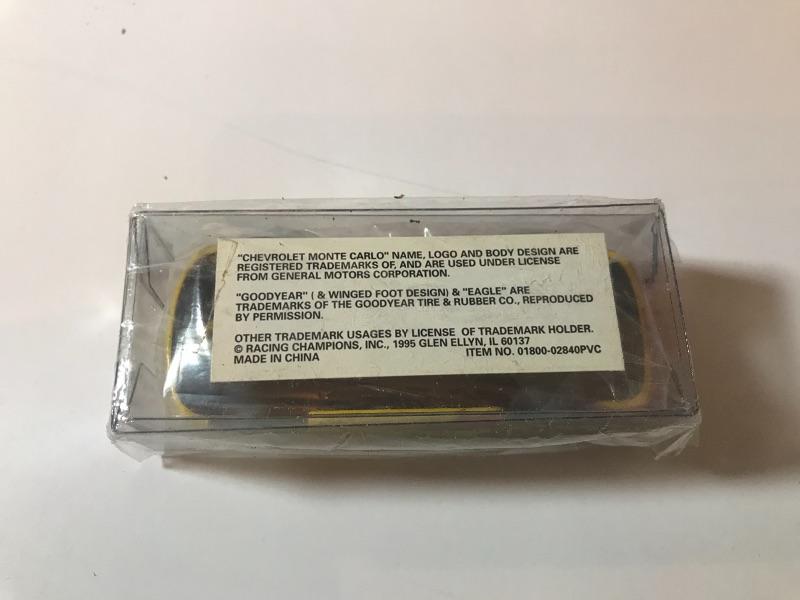 "CHEVROLET MONTE CARLO" NAME, LOGO AND BODY DESIGN ARE
REGISTERED TRADEMARKS OF, AND ARE USED UNDER LICENSE
FROM GENERAL MOTORS CORPORATION.
"GOODYEAR" ( & WINGED FOOT DESIGN) & "EAGLE" ARE
TRADEMARKS OF THE GOODYEAR TIRE & RUBBER CO., REPRODUCED
BY PERMISSION.
OTHER TRADEMARK USAGES BY LICENSE OF TRADEMARK HOLDER.
© RACING CHAMPIONS, INC., 1995 GLEN ELLYN, IL 60137
MADE IN CHINA ITEM NO. 01800-02840PVC